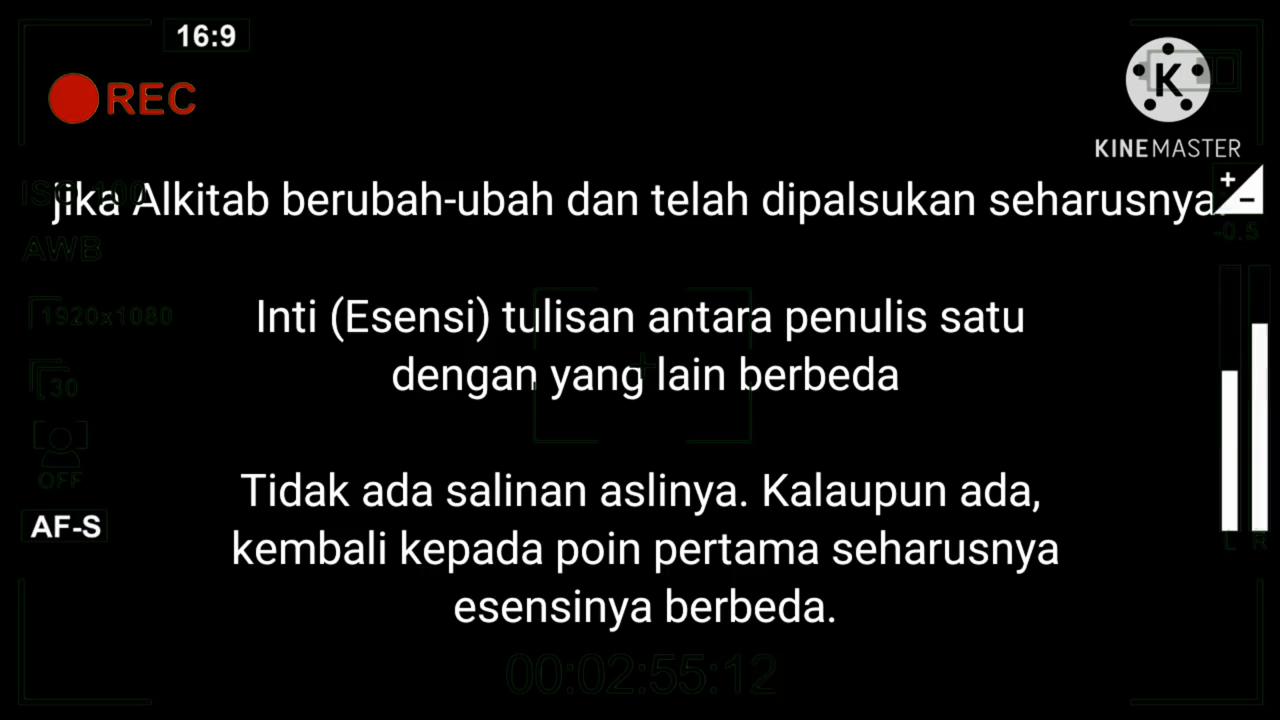 16:9
REC
K
KINEMASTER
ISO 100
jika Alkitab berubah-ubah dan telah dipalsukan seharusnya
+
-
AWB
-0.5
Inti (Esensi) tulisan antara penulis satu
1920x1080
dengan yang lain berbeda
30
OFF
Tidak ada salinan aslinya. Kalaupun ada,
AF-S
kembali kepada poin pertama seharusnya
L R
esensinya berbeda.
00:02:55:12